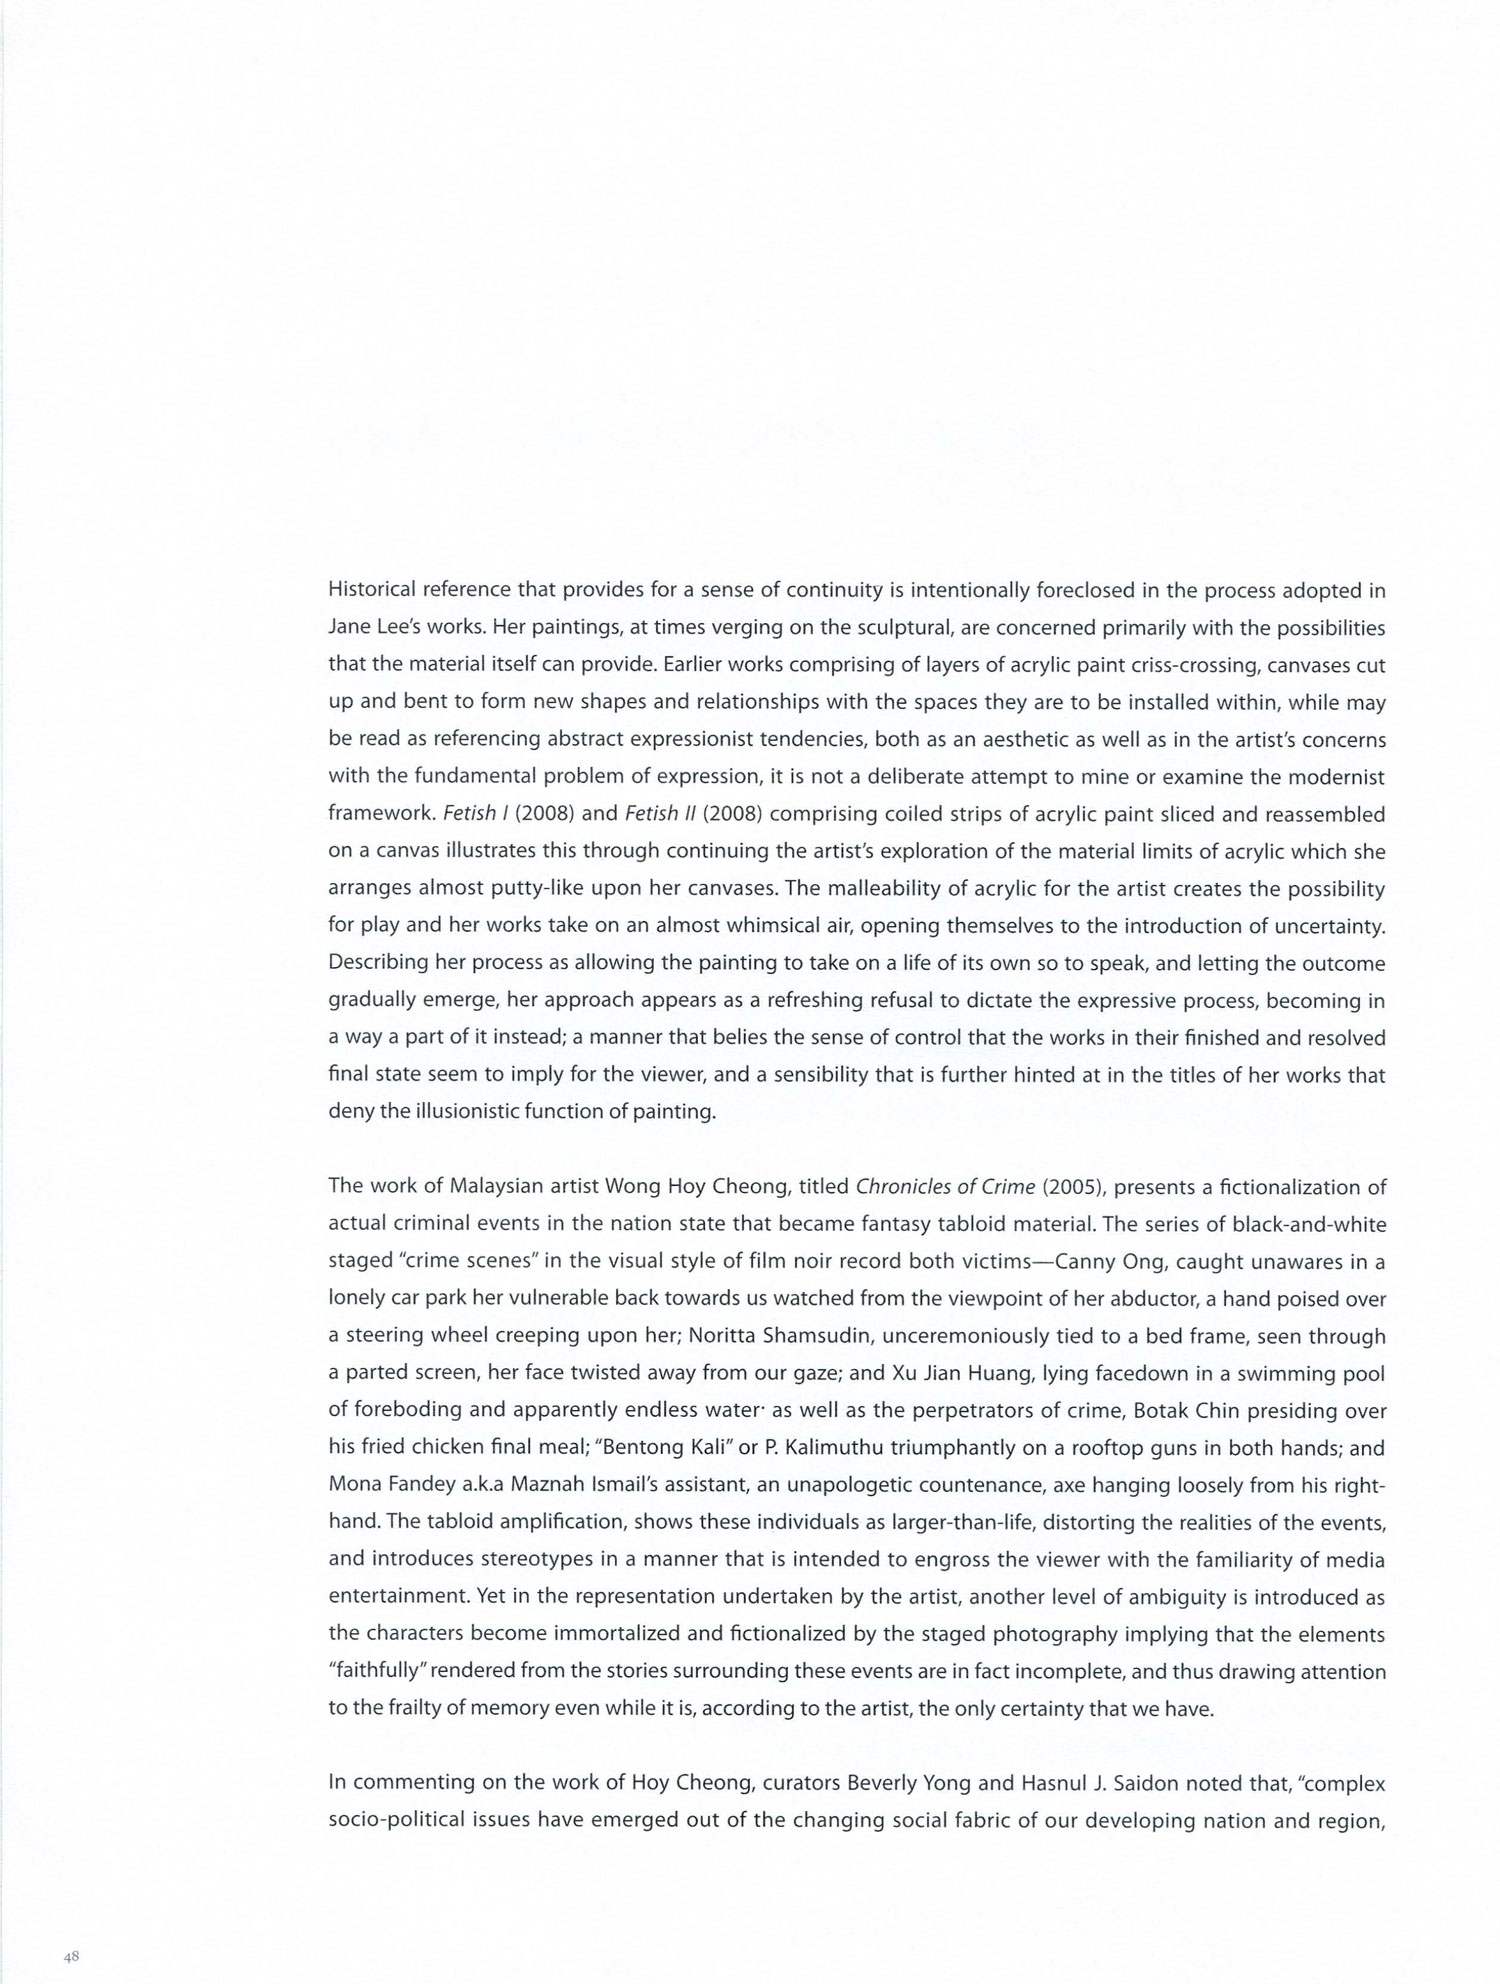 Historical reference that provides for a sense of continuity is intentionally foreclosed in the process adopted in
Jane Lee's works. Her paintings, at times verging on the sculptural, are concerned primarily with the possibilities
that the material itself can provide. Earlier works comprising of layers of acrylic paint criss-crossing, canvases cut
up and bent to form new shapes and relationships with the spaces they are to be installed within, while may
be read as referencing abstract expressionist tendencies, both as an aesthetic as well as in the artist's concerns
with the fundamental problem of expression, it is not a deliberate attempt to mine or examine the modernist
framework. Fetish I (2008) and Fetish II (2008) comprising coiled strips of acrylic paint sliced and reassembled
on a canvas illustrates this through continuing the artist's exploration of the material limits of acrylic which she
arranges almost putty-like upon her canvases. The malleability of acrylic for the artist creates the possibility
for play and her works take on an almost whimsical air, opening themselves to the introduction of uncertainty.
Describing her process as allowing the painting to take on a life of its own so to speak, and letting the outcome
gradually emerge, her approach appears as a refreshing refusal to dictate the expressive process, becoming in
a way a part of it instead; a manner that belies the sense of control that the works in their finished and resolved
final state seem to imply for the viewer, and a sensibility that is further hinted at in the titles of her works that
deny the illusionistic function of painting.
The work of Malaysian artist Wong Hoy Cheong, titled Chronicles of Crime (2005), presents a fictionalization of
actual criminal events in the nation state that became fantasy tabloid material. The series of black-and-white
staged “crime scenes” in the visual style of film noir record both victims—Canny Ong, caught unawares in a
lonely car park her vulnerable back towards us watched from the viewpoint of her abductor, a hand poised over
a steering wheel creeping upon her; Noritta Shamsudin, unceremoniously tied to a bed frame, seen through
a parted screen, her face twisted away from our gaze; and Xu Jian Huang, lying facedown in a swimming pool
of foreboding and apparently endless water· as well as the perpetrators of crime, Botak Chin presiding over
his fried chicken final meal; “Bentong Kali” or P. Kalimuthu triumphantly on a rooftop guns in both hands; and
Mona Fandey a.k.a Maznah Ismail's assistant, an unapologetic countenance, axe hanging loosely from his right-
hand. The tabloid amplification, shows these individuals as larger-than-life, distorting the realities of the events,
and introduces stereotypes in a manner that is intended to engross the viewer with the familiarity of media
entertainment. Yet in the representation undertaken by the artist, another level of ambiguity is introduced as
the characters become immortalized and fictionalized by the staged photography implying that the elements
“faithfully” rendered from the stories surrounding these events are in fact incomplete, and thus drawing attention
to the frailty of memory even while it is, according to the artist, the only certainty that we have.
In commenting on the work of Hoy Cheong, curators Beverly Yong and Hasnul J. Saidon noted that, “complex
socio-political issues have emerged out of the changing social fabric of our developing nation and region,
48